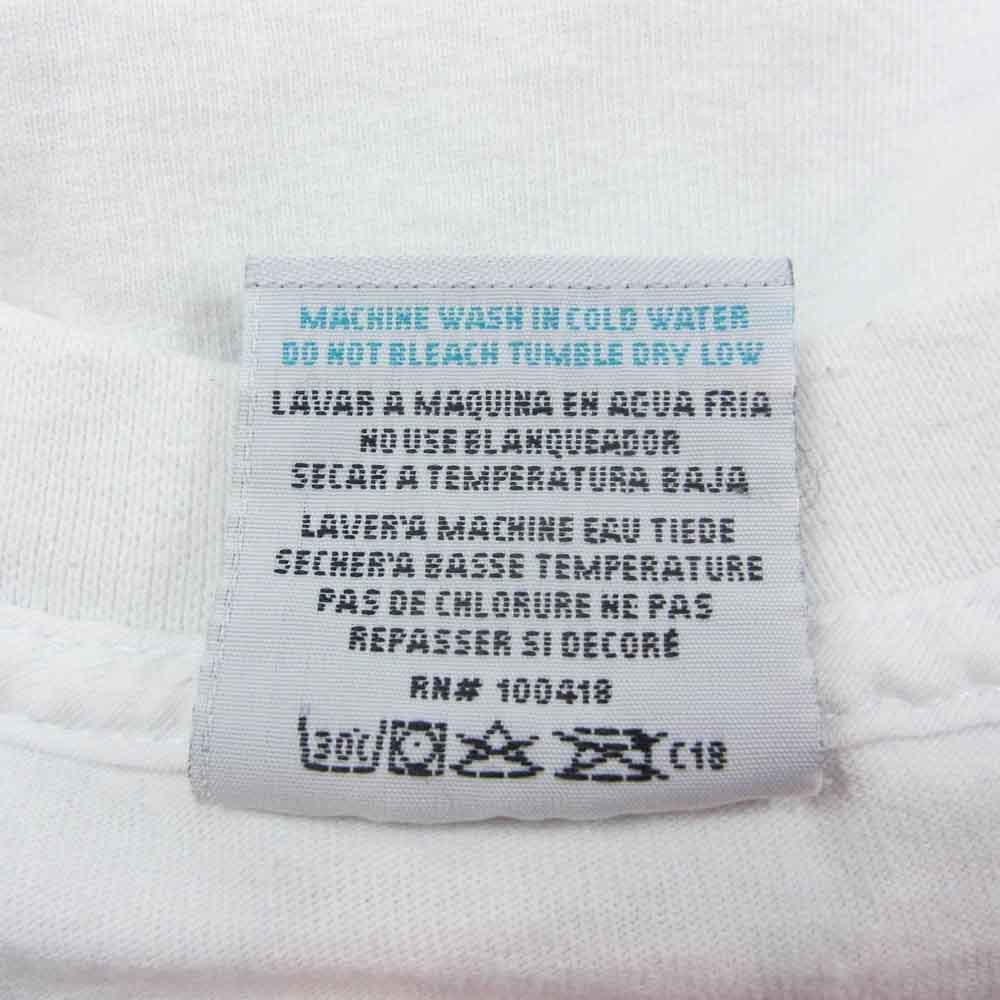 MACHINE WASH IN COLD WATER
DO NOT BLEACH TUMBLE DRY LOW
LAVAR A MAQUINA EN AGUA FRIA
NO USE BLANQUEADOR
SECAR A TEMPERATURA BAJA
LAVER'A MACHINE EAU TIEDE
SECHER'A BASSE TEMPERATURE
PAS DE CHLORURE NE PAS
REPASSER SI DECORÉ
RN# 100418
30C C18